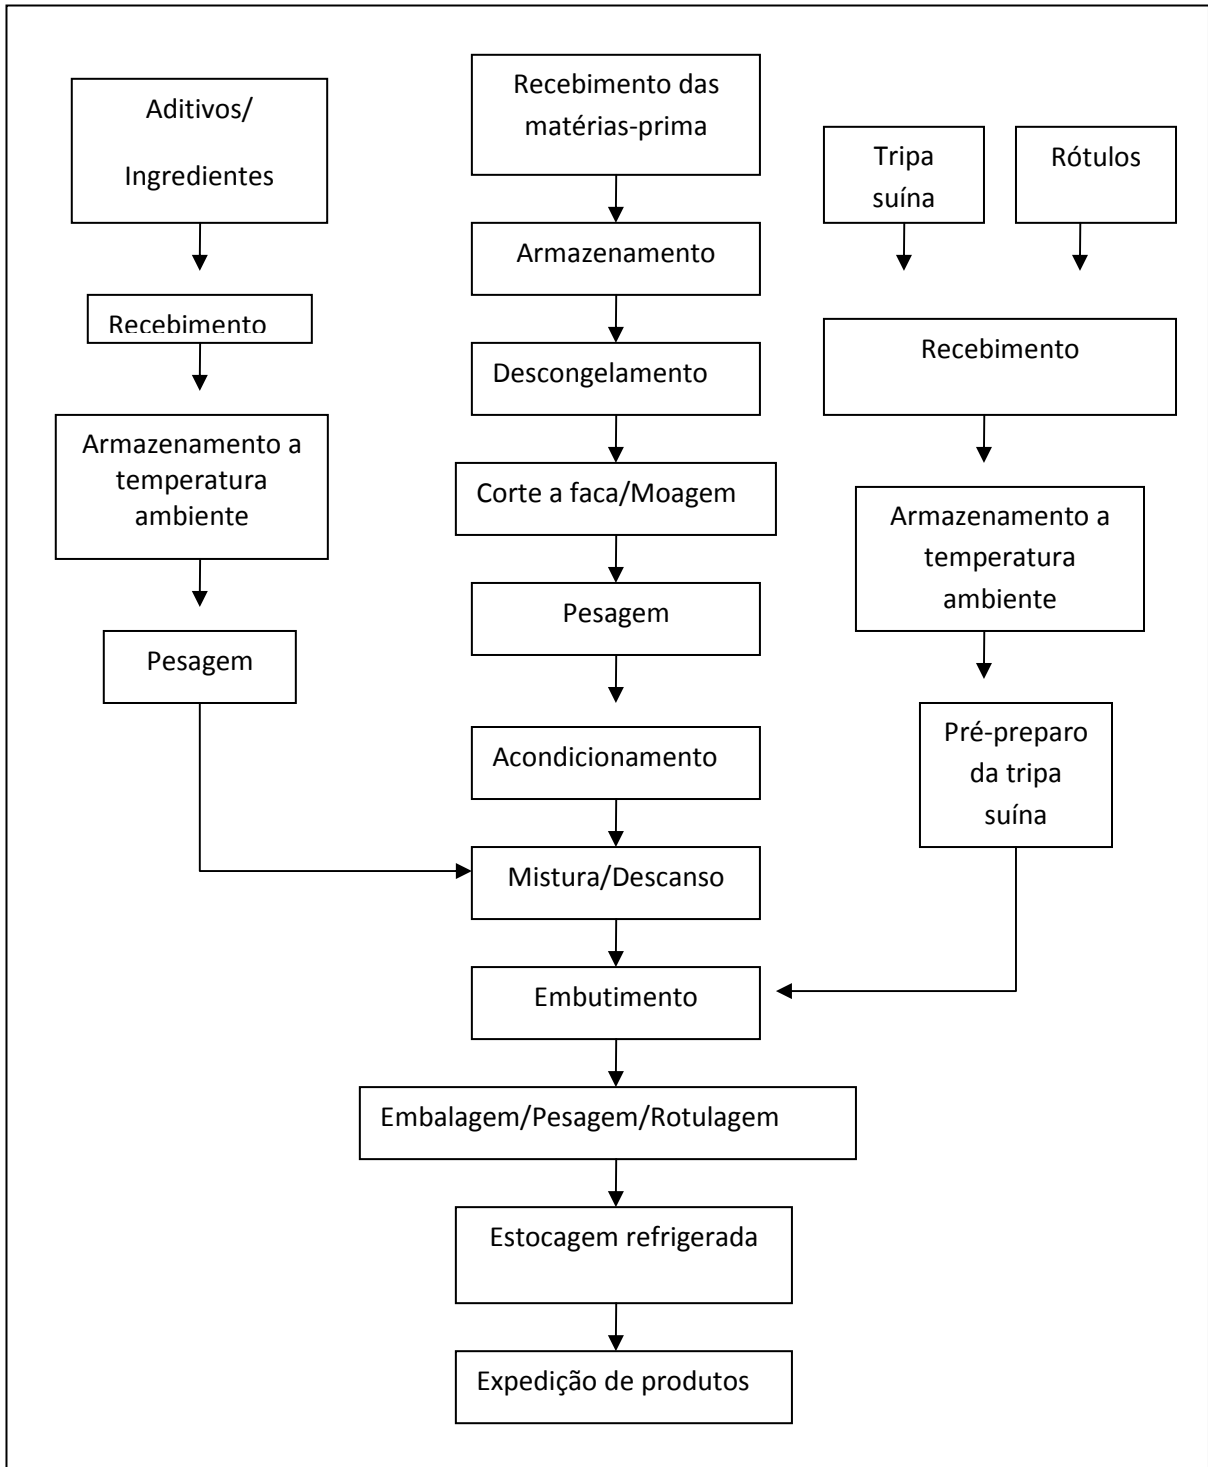 Aditivos/
Ingredientes
Recebimento
Armazenamento a
temperatura
ambiente
Pesagem
Recebimento das
matérias-prima
Armazenamento
Descongelamento
Corte a faca/Moagem
Pesagem
Acondicionamento
Mistura/Descanso
Embutimento
Embalagem/Pesagem/Rotulagem
Estocagem refrigerada
Expedição de produtos
Tripa
suína
Rótulos
Recebimento
Armazenamento a
temperatura
ambiente
Pré-preparo
da tripa
suína